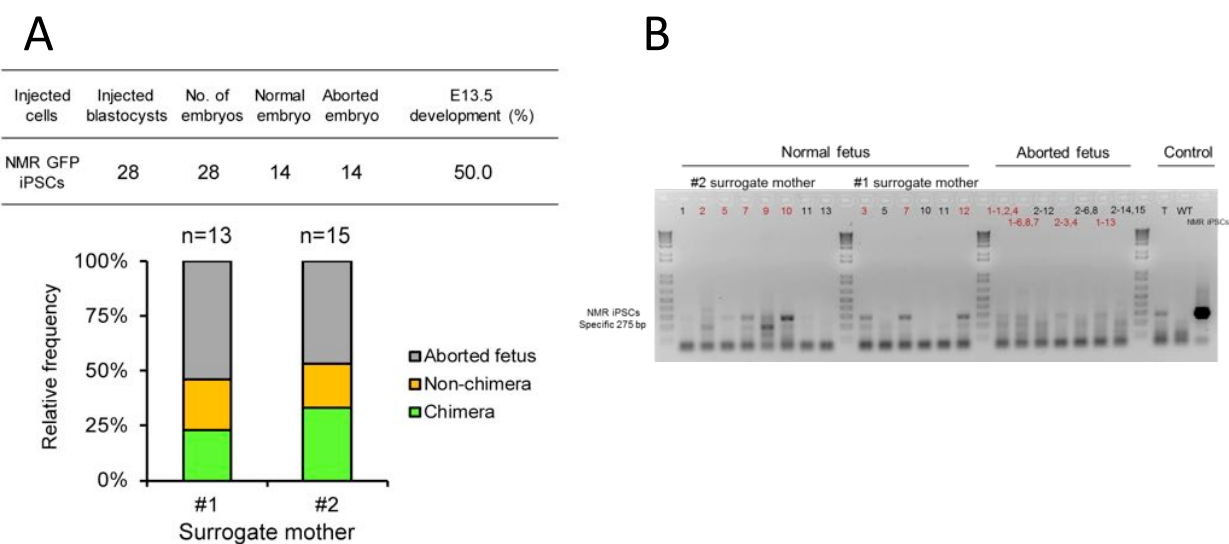 A
B
Injected cells
Injected blastocysts
No. of embryos
Normal embryo
Aborted embryo
E13.5 development (%)
NMR GFP iPSCs
28
28
14
14
50.0
n=13
n=15
100%
75%
50%
25%
0%
Relative frequency
#1
#2
Surrogate mother
Aborted fetus
Non-chimera
Chimera
Normal fetus
Aborted fetus
Control
#2 surrogate mother
#1 surrogate mother
1 2 5 7 9 10 11 13
3 5 7 10 11 12
1-1,2,4 2-12 2-6,8 2-14,15
1-6,8,7 2-3,4 1-13
T WT
NMR iPSCs
NMR iPSCs
Specific 275 bp